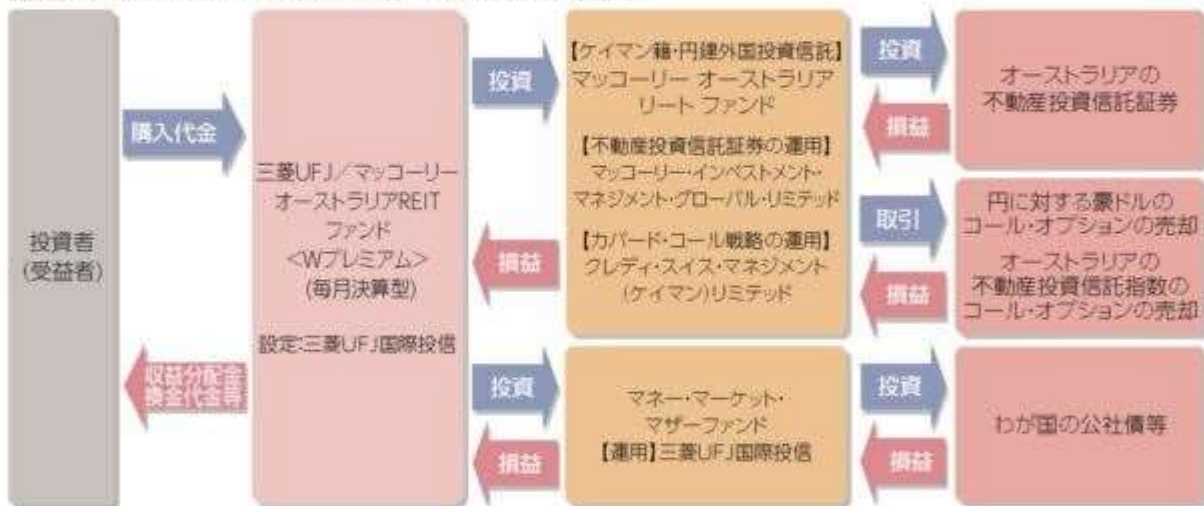 投資者
(受益者)
購入代金
収益分配金
換金代金等
三菱UFJ／マッコーリー
オーストラリアREIT
ファンド
<Wプレミアム>
(毎月決算型)
設定:三菱UFJ国際投信
投資
損益
投資
損益
【ケイマン籍・円建外国投資信託】
マッコーリー オーストラリア
リート ファンド
【不動産投資信託証券の運用】
マッコーリー・インベストメント・
マネジメント・グローバル・リミテッド
【カバード・コール戦略の運用】
クレディ・スイス・マネジメント
(ケイマン)リミテッド
マネー・マーケット・
マザーファンド
【運用】三菱UFJ国際投信
投資
損益
取引
損益
投資
損益
オーストラリアの
不動産投資信託証券
円に対する豪ドルの
コール・オプションの売却
オーストラリアの
不動産投資信託指数の
コール・オプションの売却
わが国の公社債等